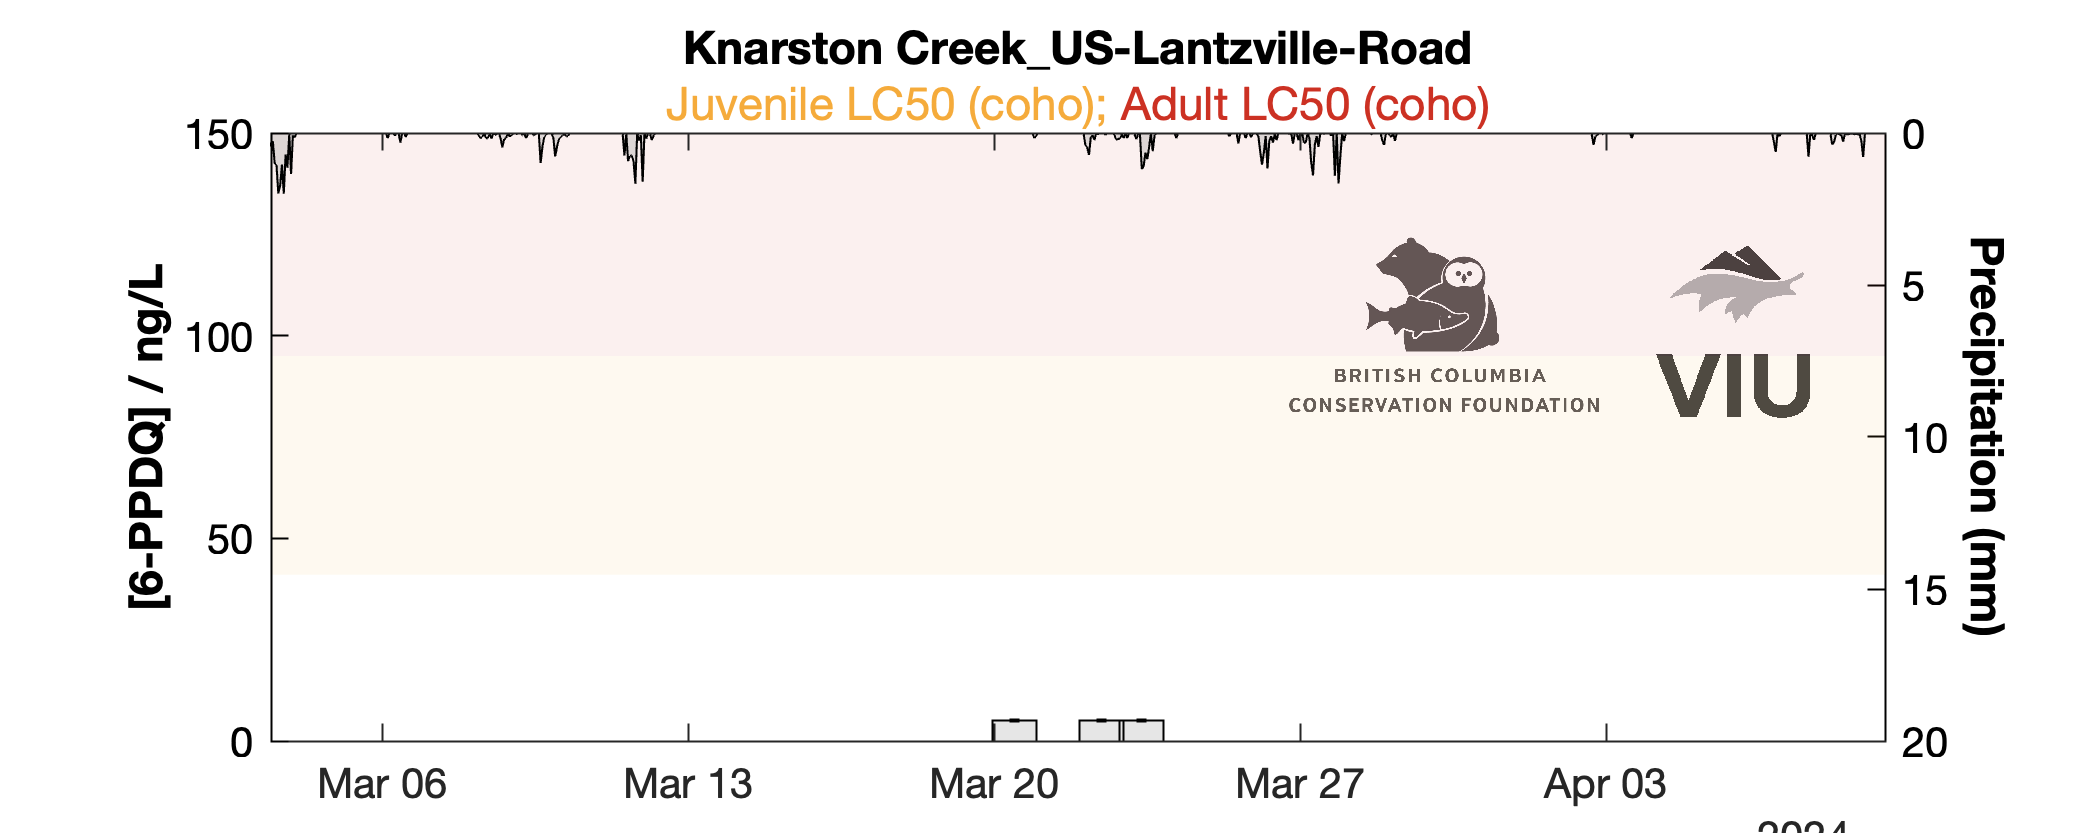 Knarston Creek_US-Lantzville-Road
Juvenile LC50 (coho); Adult LC50 (coho)
[6-PPDQ] / ng/L
150
100
50
0
0
5
10
15
20
Precipitation (mm)
BRITISH COLUMBIA
CONSERVATION FOUNDATION
VIU
Mar 06
Mar 13
Mar 20
Mar 27
Apr 03